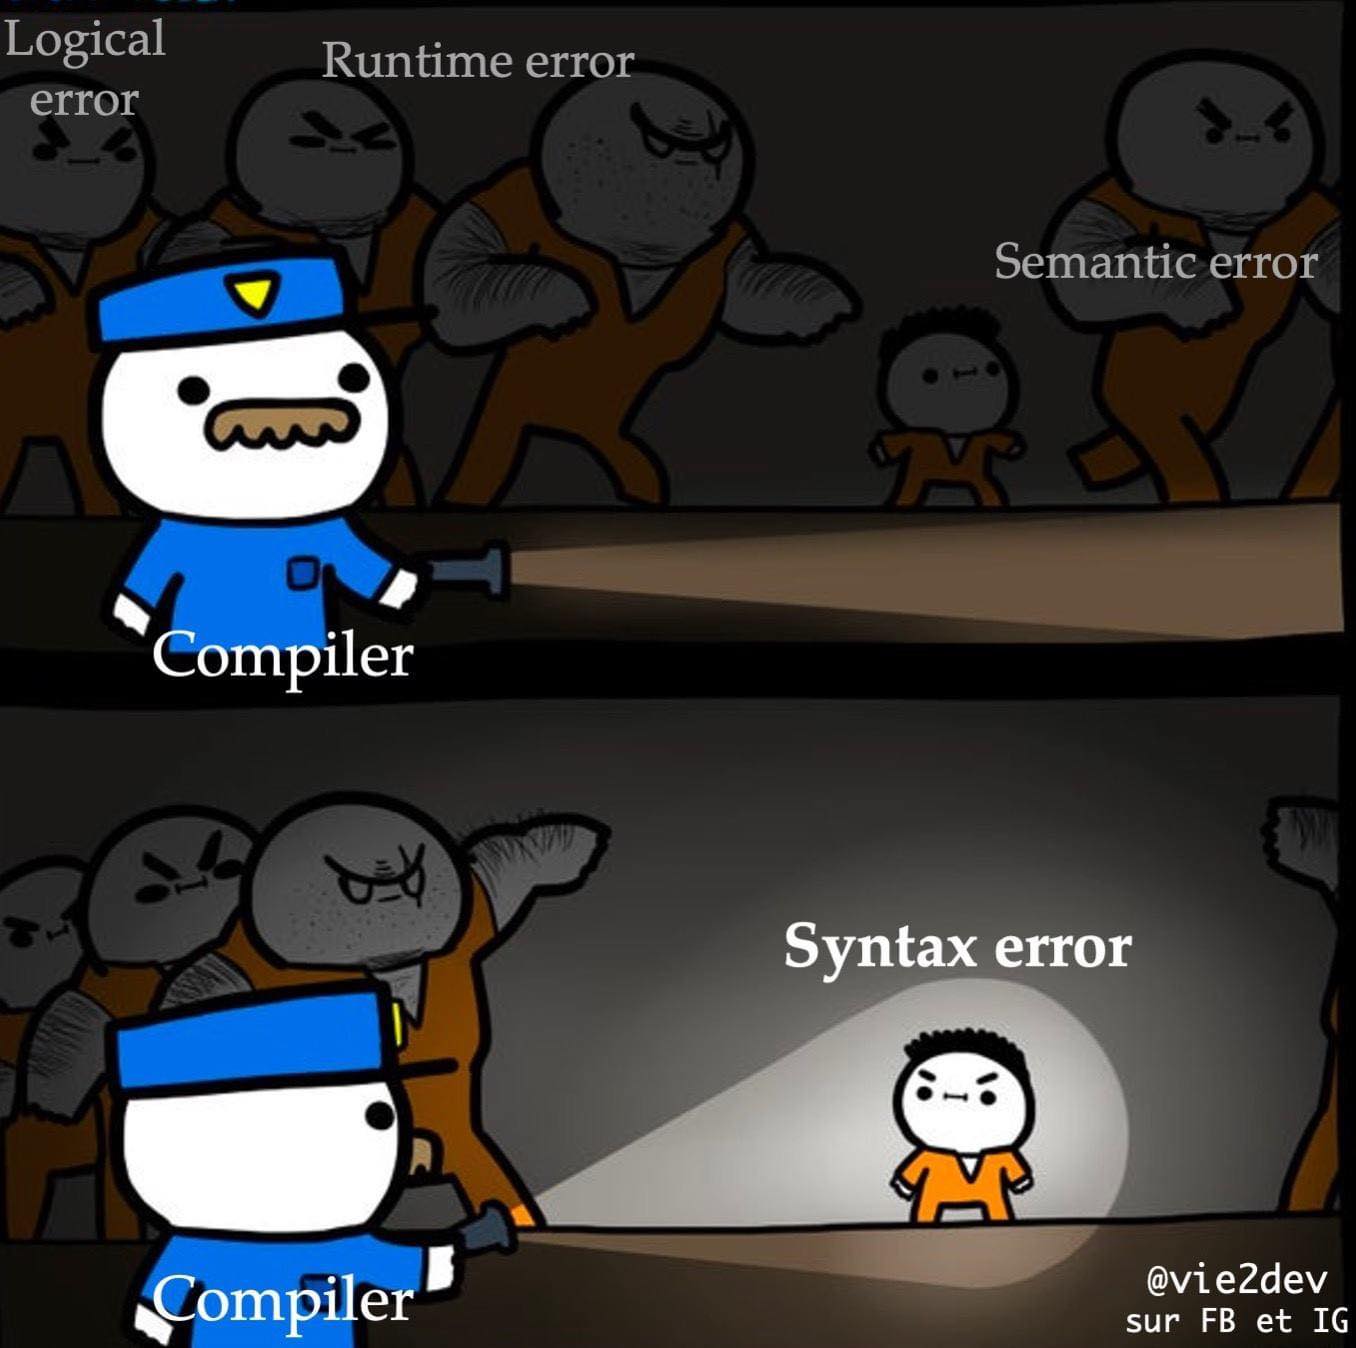 Logical
error
Runtime error
Semantic error
Compiler
Syntax error
Compiler
@vie2dev
sur FB et IG